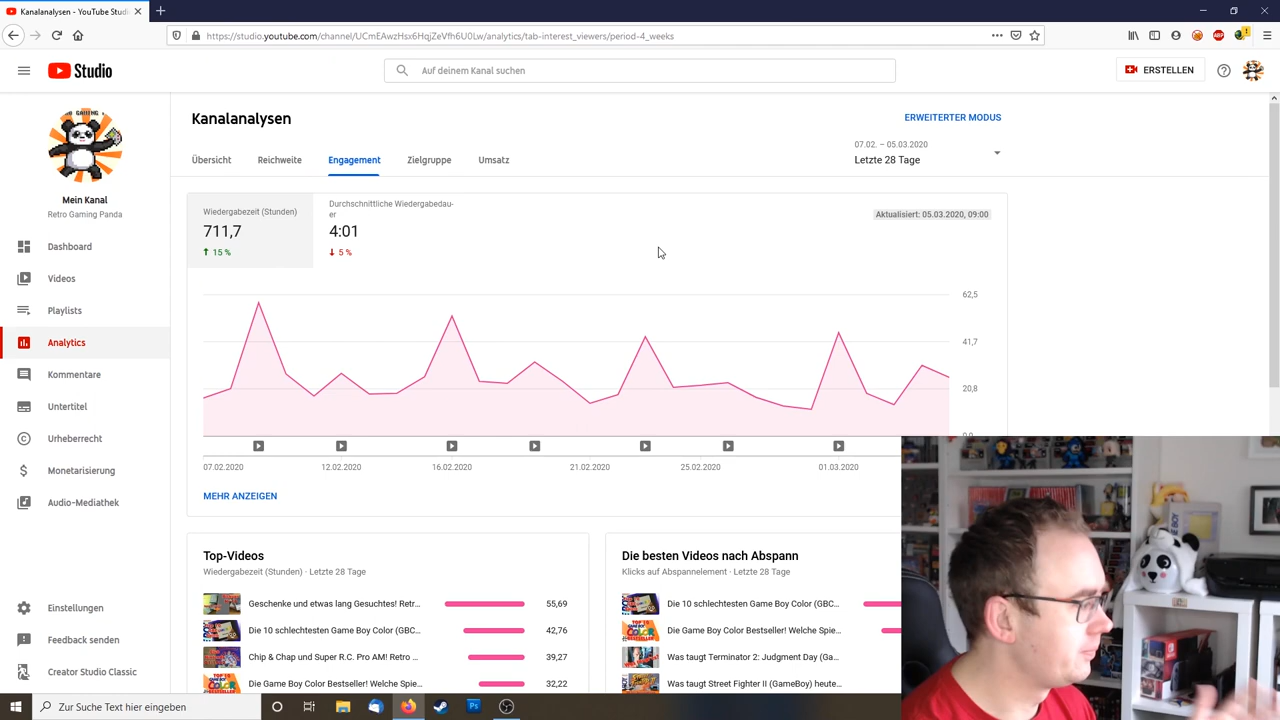 Kanalanalysen - YouTube Studi
https://studio.youtube.com/channel/UCmEAwzHsx6HqjZeVfh6U0Lw/analytics/tab-interest_viewers/period-4_weeks
Studio
Auf deinem Kanal suchen
ERSTELLEN
Mein Kanal
Retro Gaming Panda
Dashboard
Videos
Playlists
Analytics
Kommentare
Untertitel
Urheberrecht
Monetarisierung
Audio-Mediathek
Einstellungen
Feedback senden
Creator Studio Classic
Kanalanalysen
ERWEITERTER MODUS
Übersicht
Reichweite
Engagement
Zielgruppe
Umsatz
07.02. – 05.03.2020
Letzte 28 Tage
Wiedergabezeit (Stunden)
711,7
15 %
Durchschnittliche Wiedergabedau-
er
4:01
5 %
Aktualisiert: 05.03.2020, 09:00
62,5
41,7
20,8
0,0
07.02.2020
12.02.2020
16.02.2020
21.02.2020
25.02.2020
01.03.2020
MEHR ANZEIGEN
Top-Videos
Wiedergabezeit (Stunden) · Letzte 28 Tage
Geschenke und etwas lang Gesuchtes! Retr...
55,69
Die 10 schlechtesten Game Boy Color (GBC...
42,76
Chip & Chap und Super R.C. Pro AM! Retro ...
39,27
Die Game Boy Color Bestseller! Welche Spie...
32,22
Die besten Videos nach Abspann
Klicks auf Abspannelement · Letzte 28 Tage
Die 10 schlechtesten Game Boy Color (GBC...
Die Game Boy Color Bestseller! Welche Spie...
Was taugt Terminator 2: Judgment Day (Ga...
Was taugt Street Fighter II (GameBoy) heute...
Zur Suche Text hier eingeben